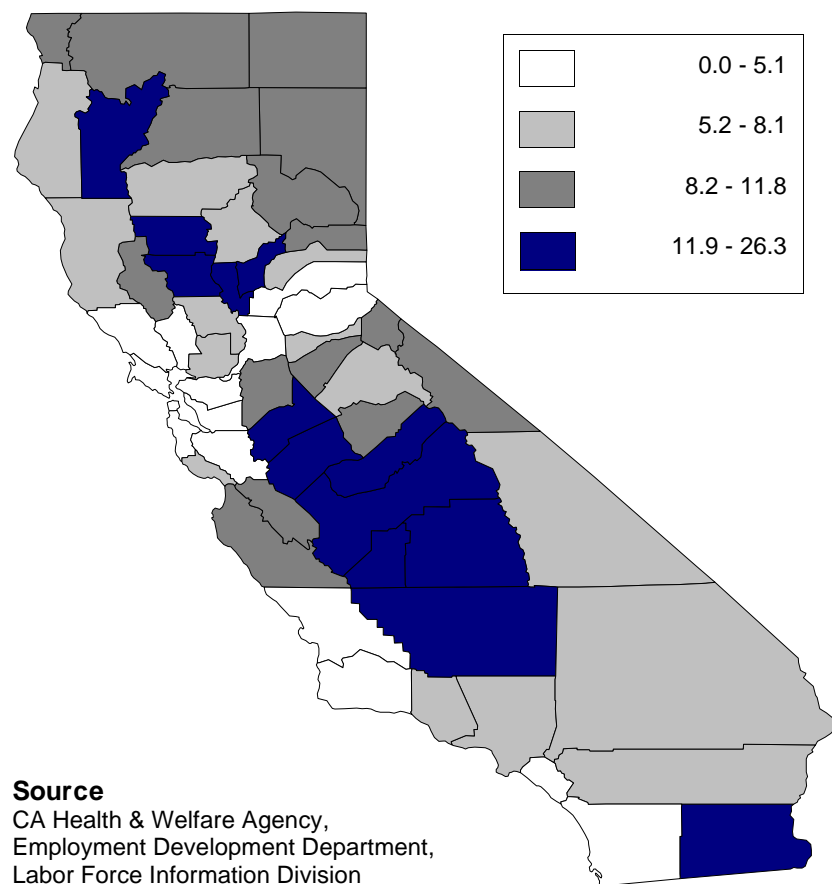 0.0 - 5.1
5.2 - 8.1
8.2 - 11.8
11.9 - 26.3
Source
CA Health & Welfare Agency,
Employment Development Department,
Labor Force Information Division